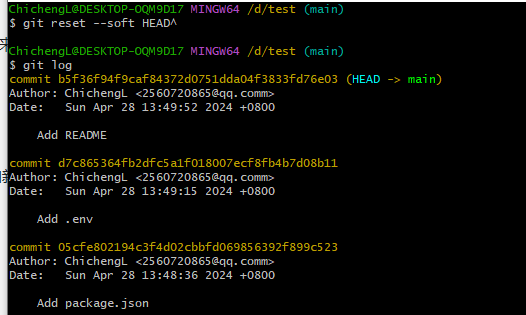 ChichengL@DESKTOP-OQM9D17 MINGW64 /d/test (main)
$ git reset --soft HEAD^
ChichengL@DESKTOP-OQM9D17 MINGW64 /d/test (main)
$ git log
commit b5f36f94f9caf84372d0751dda04f3833fd76e03 (HEAD -> main)
Author: ChichengL <2560720865@qq.comm>
Date:   Sun Apr 28 13:49:52 2024 +0800
    Add README
commit d7c865364fb2dfc5a1f018007ecf8fb4b7d08b11
Author: ChichengL <2560720865@qq.comm>
Date:   Sun Apr 28 13:49:15 2024 +0800
    Add .env
commit 05cfe802194c3f4d02cbbfd069856392f899c523
Author: ChichengL <2560720865@qq.comm>
Date:   Sun Apr 28 13:48:36 2024 +0800
    Add package.json